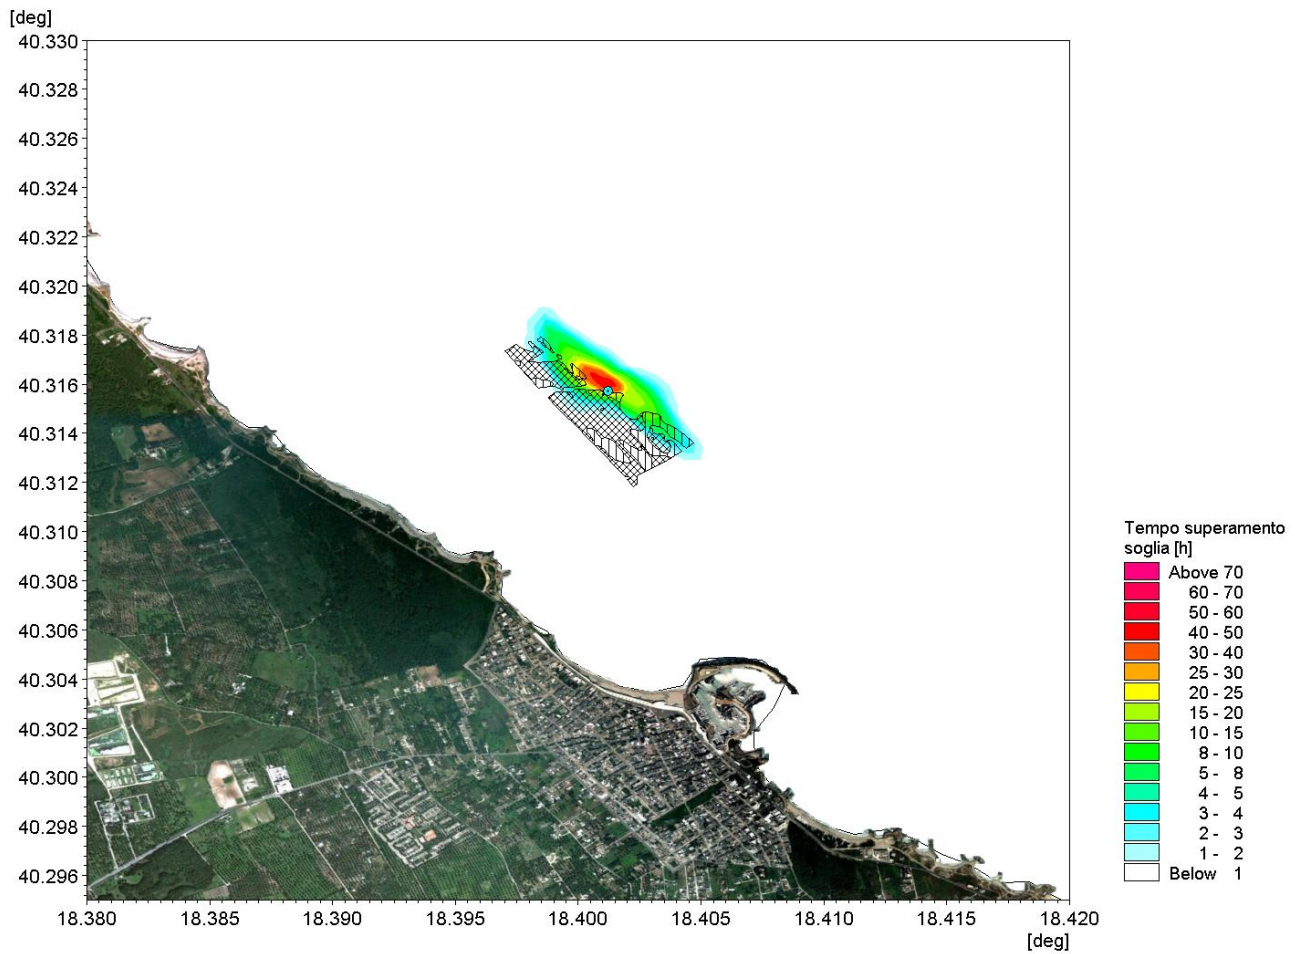 [deg]
40.330
40.328
40.326
40.324
40.322
40.320
40.318
40.316
40.314
40.312
40.310
40.308
40.306
40.304
40.302
40.300
40.298
40.296
18.380 18.385 18.390 18.395 18.400 18.405 18.410 18.415 18.420
[deg]
Tempo superamento
soglia [h]
Above 70
60 - 70
50 - 60
40 - 50
30 - 40
25 - 30
20 - 25
15 - 20
10 - 15
8 - 10
5 - 8
4 - 5
3 - 4
2 - 3
1 - 2
Below 1